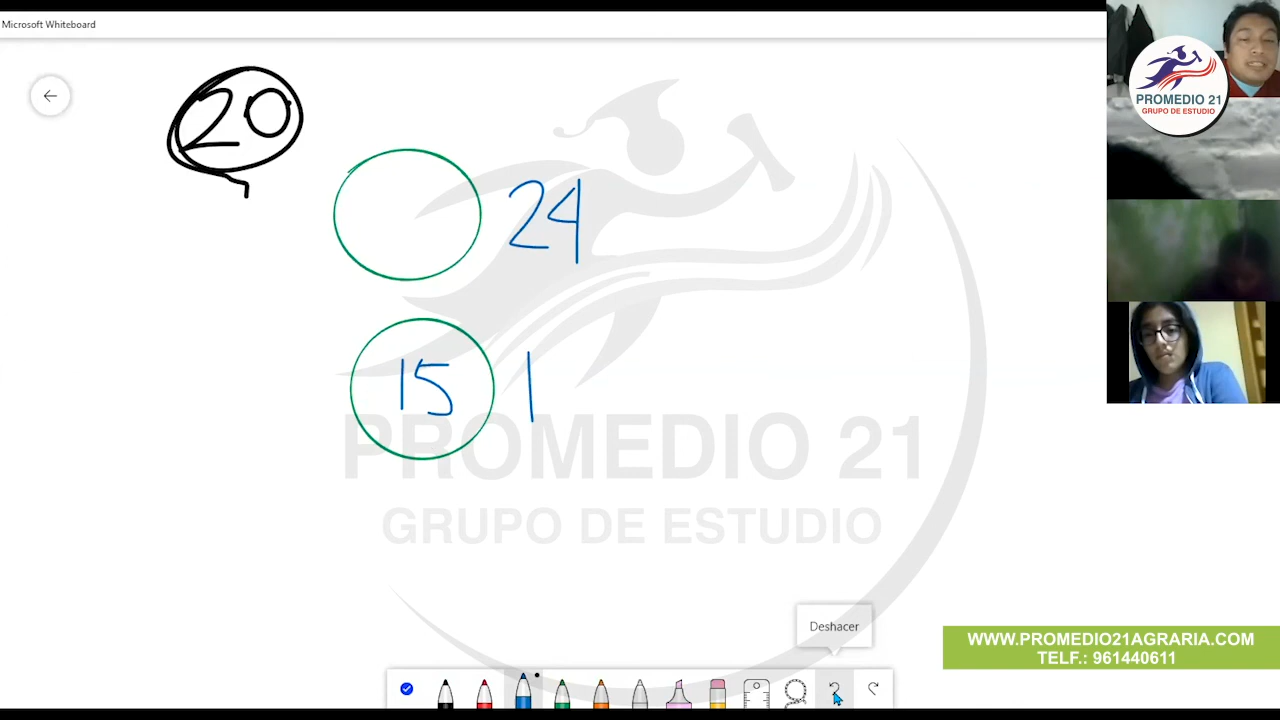 Microsoft Whiteboard
20
24
15 1
PROMEDIO 21
GRUPO DE ESTUDIO
PROMEDIO 21
GRUPO DE ESTUDIO
Deshacer
WWW.PROMEDIO21AGRARIA.COM
TELF.: 961440611